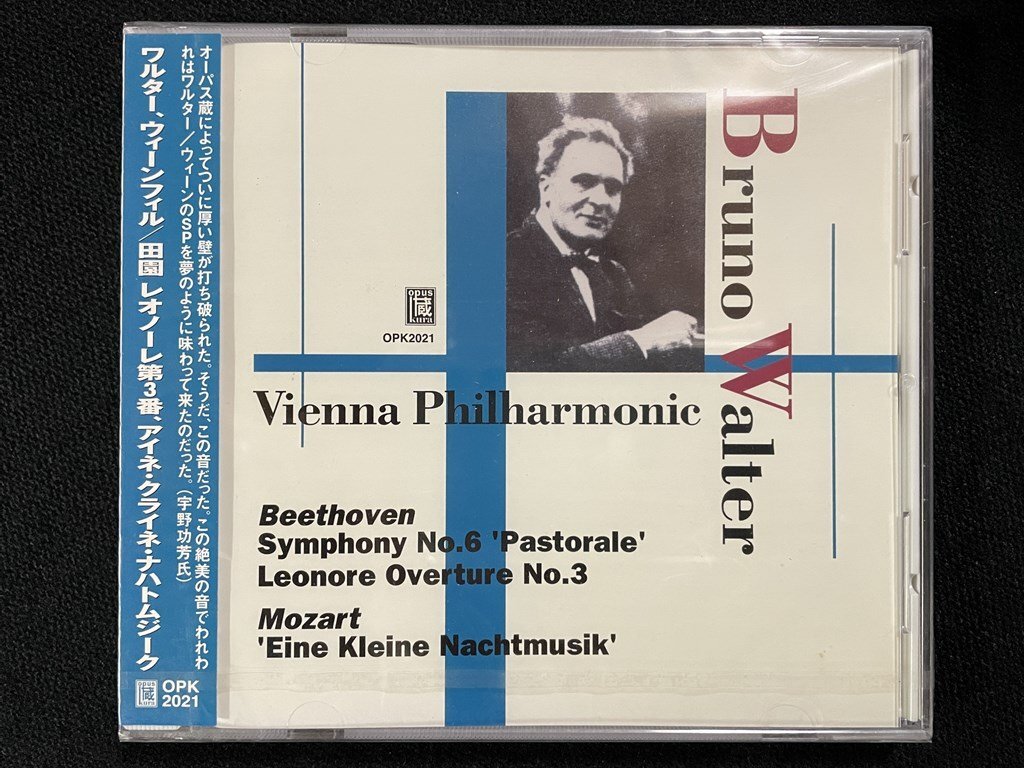 オーパス蔵によってついに厚い壁が打ち破られた。そうだ、この音だった。この絶美の音でわれわ
れはワルター／ウィーンのSPを夢のように味わって来たのだった。(宇野功芳氏)
ワルター、ウィーンフィル／田園 レオノーレ第3番、アイネ・クライネ・ナハトムジーク
opus
蔵
kura
OPK
2021
Bruno Walter
opus
蔵
kura
OPK2021
Vienna Philharmonic
Beethoven
Symphony No.6 'Pastorale'
Leonore Overture No.3
Mozart
'Eine Kleine Nachtmusik'